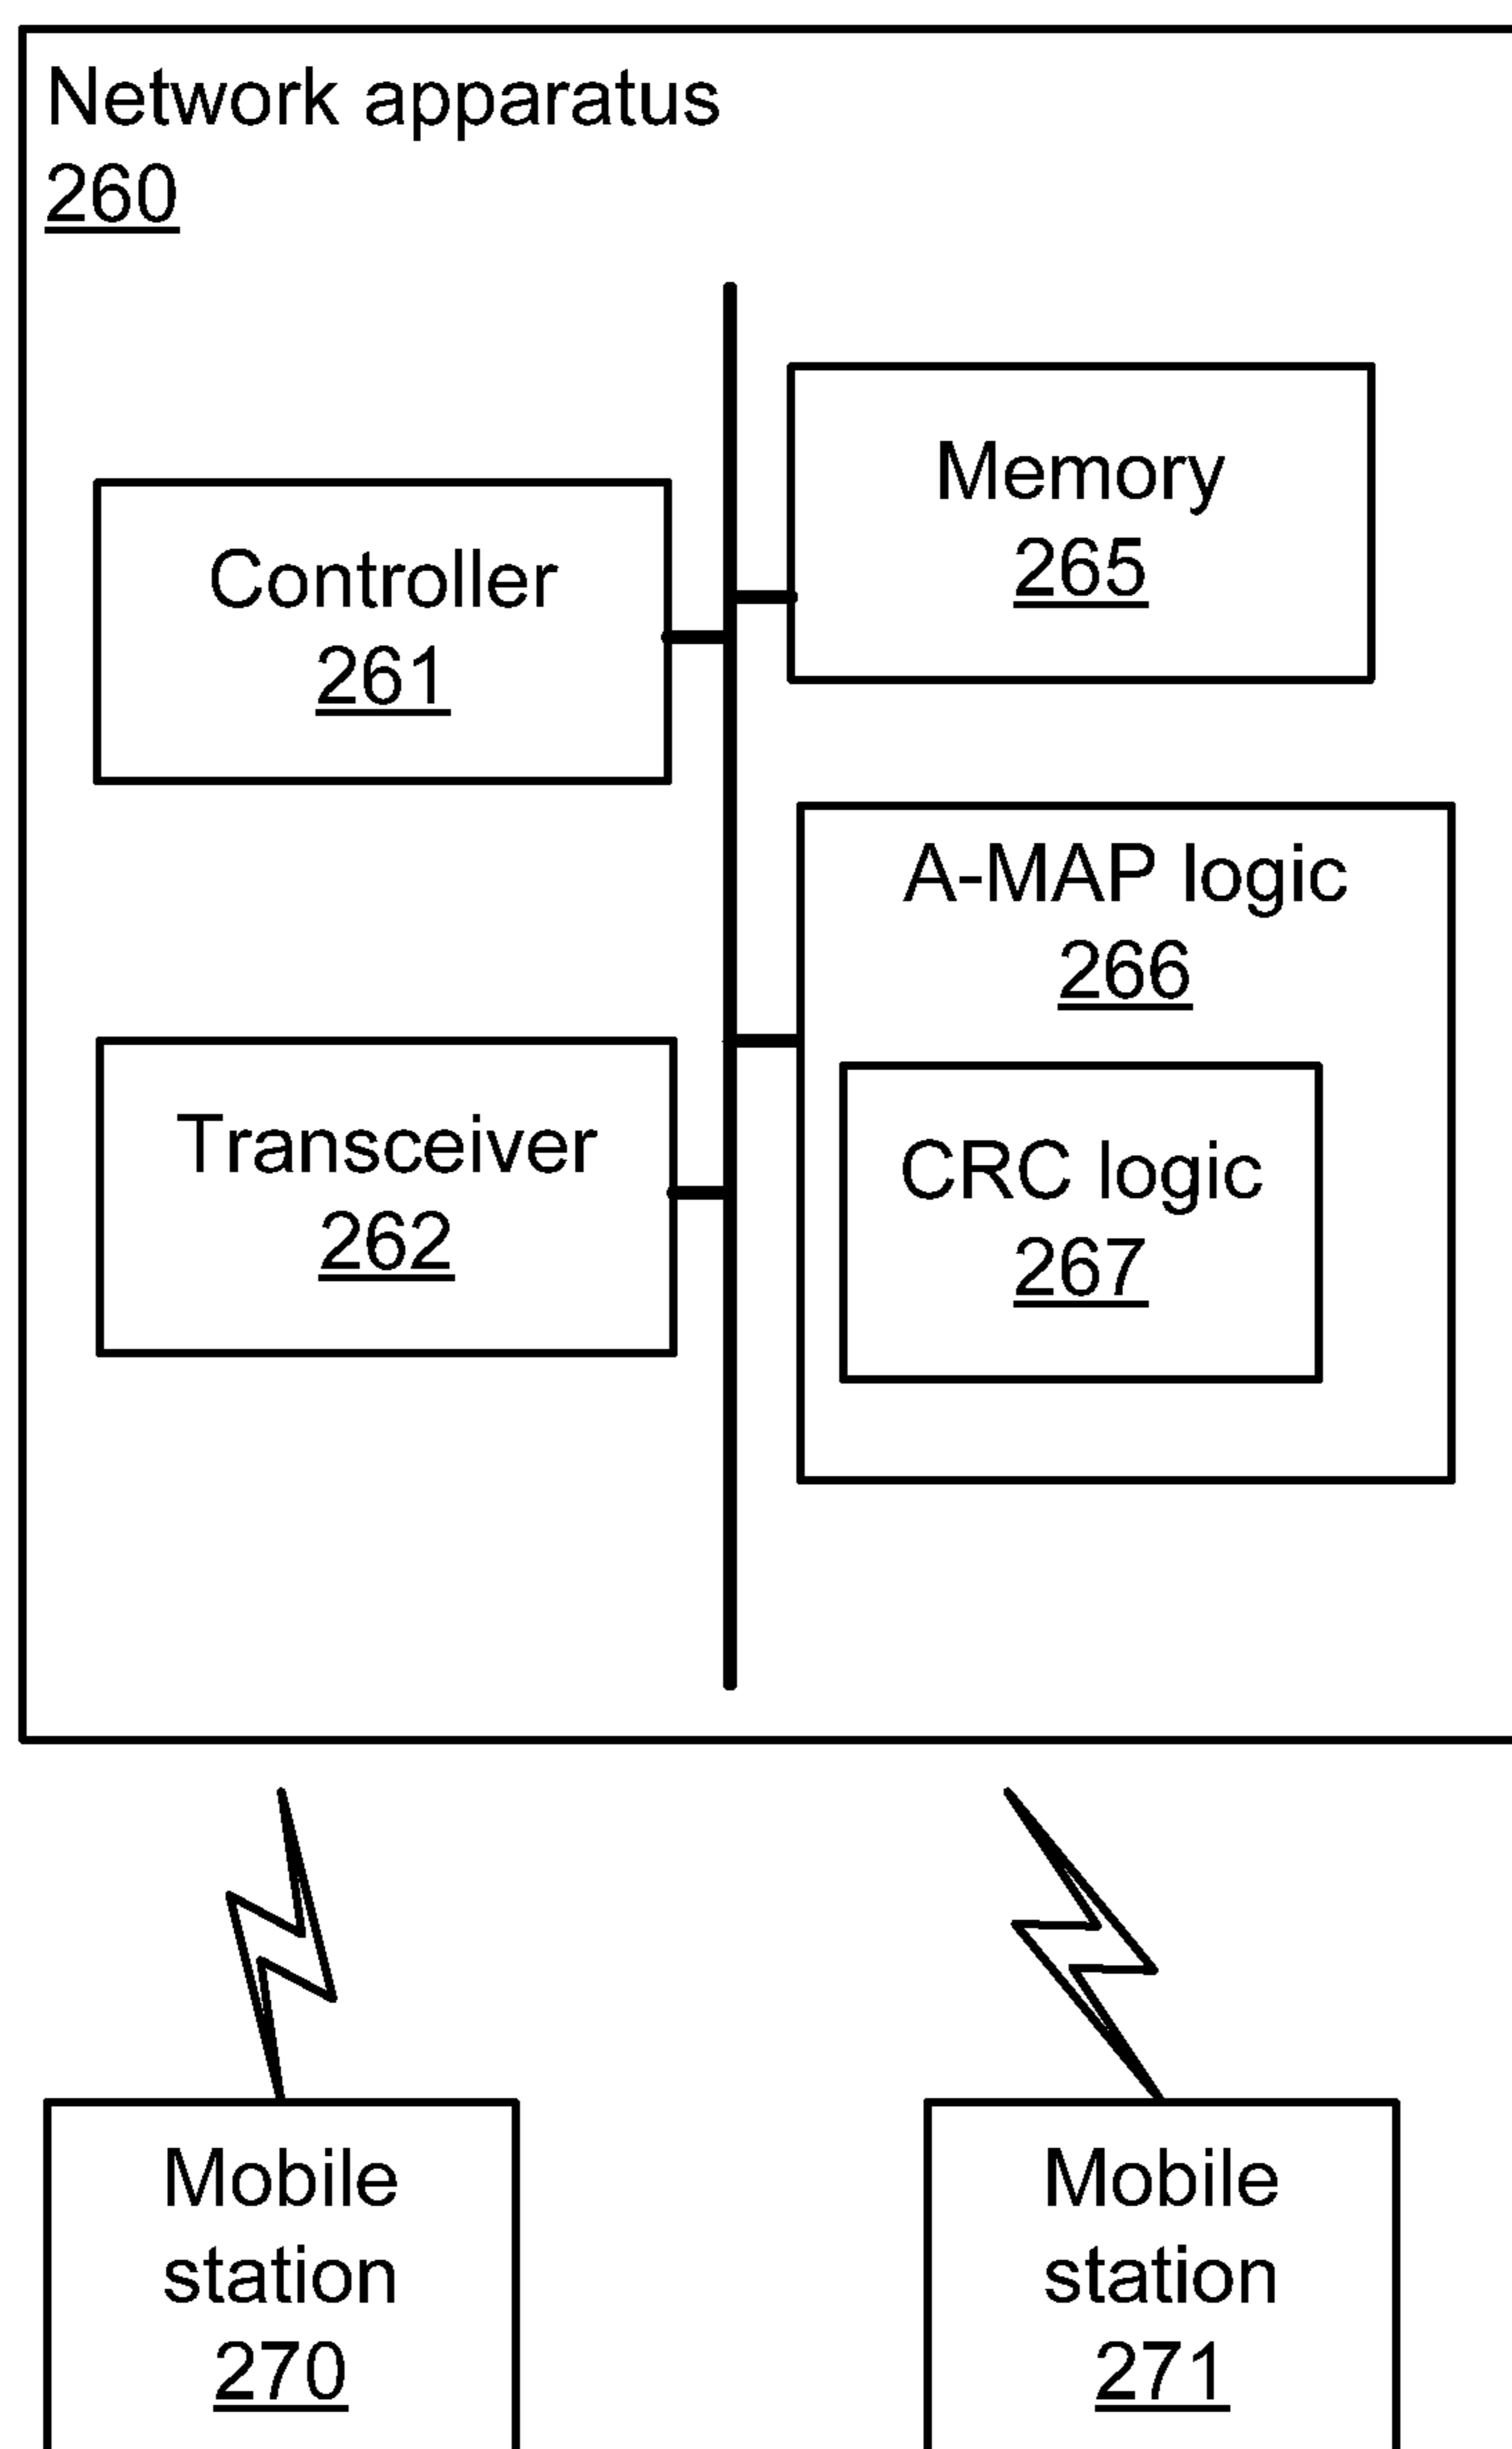 Network apparatus
260
Memory
265
Controller
261
A-MAP logic
266
Transceiver
262
CRC logic
267
Mobile
station
270
Mobile
station
271